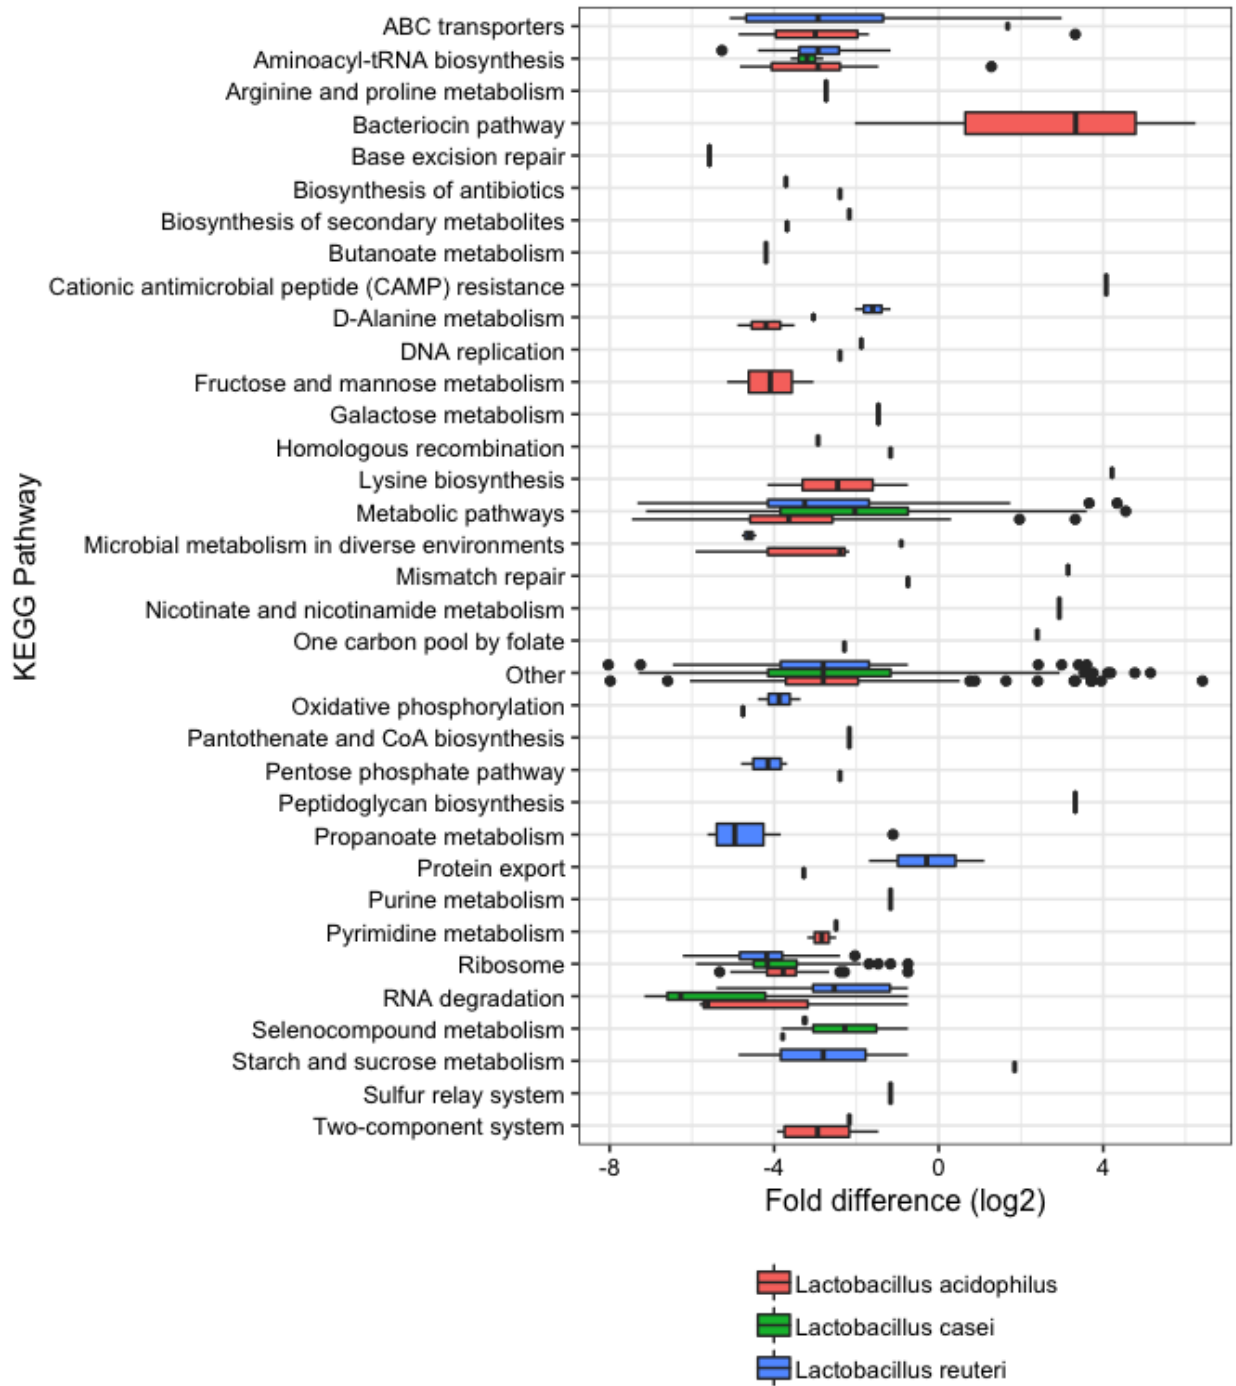 KEGG Pathway
ABC transporters
Aminoacyl-tRNA biosynthesis
Arginine and proline metabolism
Bacteriocin pathway
Base excision repair
Biosynthesis of antibiotics
Biosynthesis of secondary metabolites
Butanoate metabolism
Cationic antimicrobial peptide (CAMP) resistance
D-Alanine metabolism
DNA replication
Fructose and mannose metabolism
Galactose metabolism
Homologous recombination
Lysine biosynthesis
Metabolic pathways
Microbial metabolism in diverse environments
Mismatch repair
Nicotinate and nicotinamide metabolism
One carbon pool by folate
Other
Oxidative phosphorylation
Pantothenate and CoA biosynthesis
Pentose phosphate pathway
Peptidoglycan biosynthesis
Propanoate metabolism
Protein export
Purine metabolism
Pyrimidine metabolism
Ribosome
RNA degradation
Selenocompound metabolism
Starch and sucrose metabolism
Sulfur relay system
Two-component system
-8 -4 0 4
Fold difference (log2)
Lactobacillus acidophilus
Lactobacillus casei
Lactobacillus reuteri